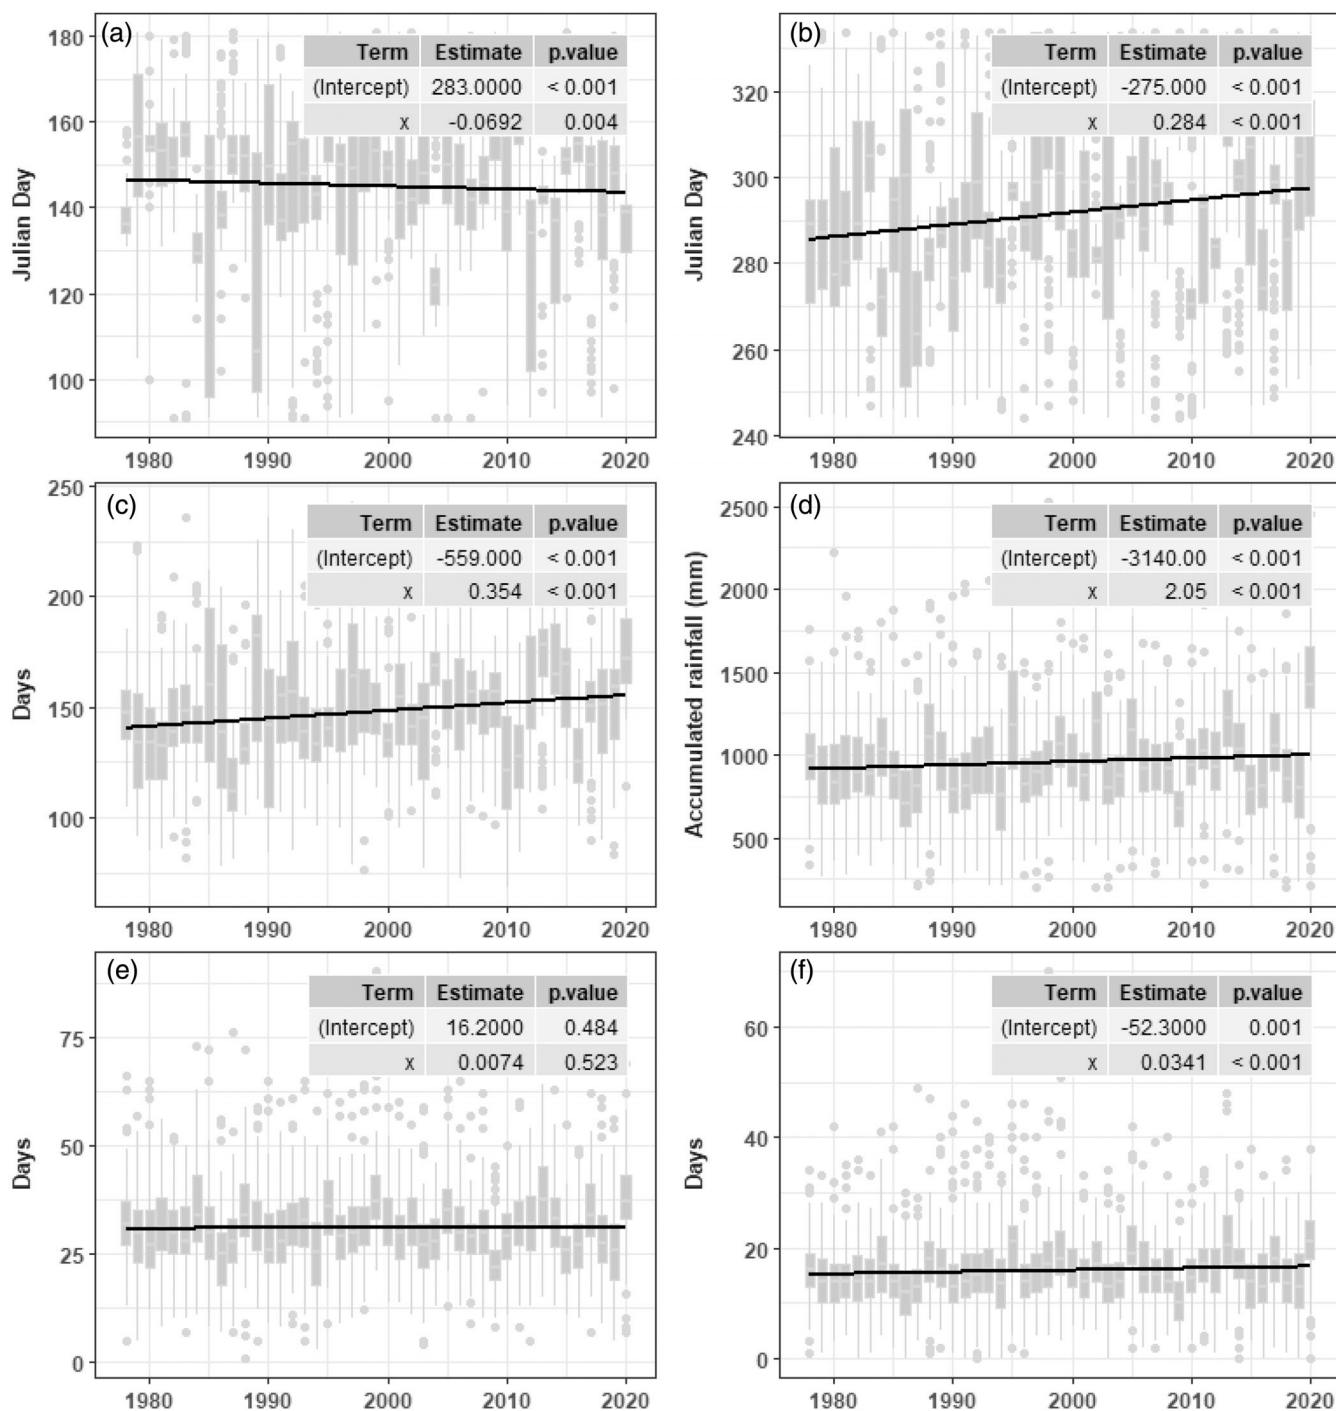 (a)
Term Estimate p.value
(Intercept) 283.0000 < 0.001
x -0.0692 0.004
180
160
140
120
100
Julian Day
1980 1990 2000 2010 2020
(b)
Term Estimate p.value
(Intercept) -275.000 < 0.001
x 0.284 < 0.001
320
300
280
260
240
Julian Day
1980 1990 2000 2010 2020
(c)
Term Estimate p.value
(Intercept) -559.000 < 0.001
x 0.354 < 0.001
250
200
150
100
Days
1980 1990 2000 2010 2020
(d)
Term Estimate p.value
(Intercept) -3140.00 < 0.001
x 2.05 < 0.001
2500
2000
1500
1000
500
Accumulated rainfall (mm)
1980 1990 2000 2010 2020
(e)
Term Estimate p.value
(Intercept) 16.2000 0.484
x 0.0074 0.523
75
50
25
0
Days
1980 1990 2000 2010 2020
(f)
Term Estimate p.value
(Intercept) -52.3000 0.001
x 0.0341 < 0.001
60
40
20
0
Days
1980 1990 2000 2010 2020